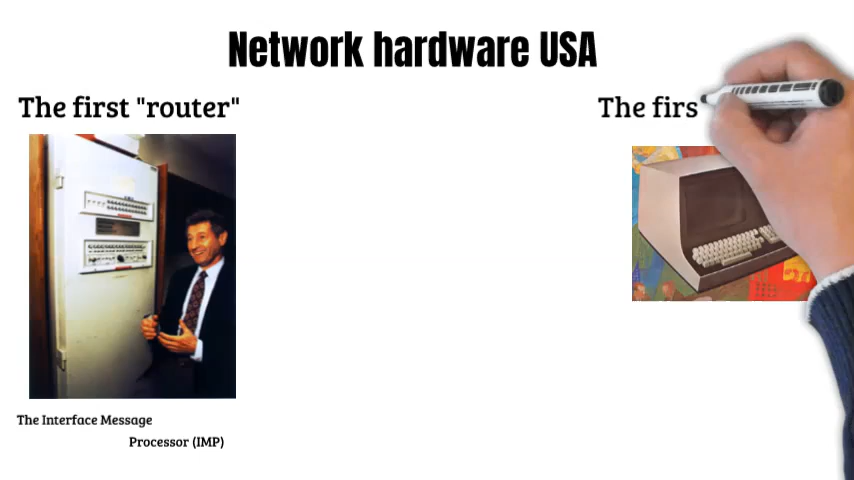 Network hardware USA
The first "router"
The firs
The Interface Message
Processor (IMP)